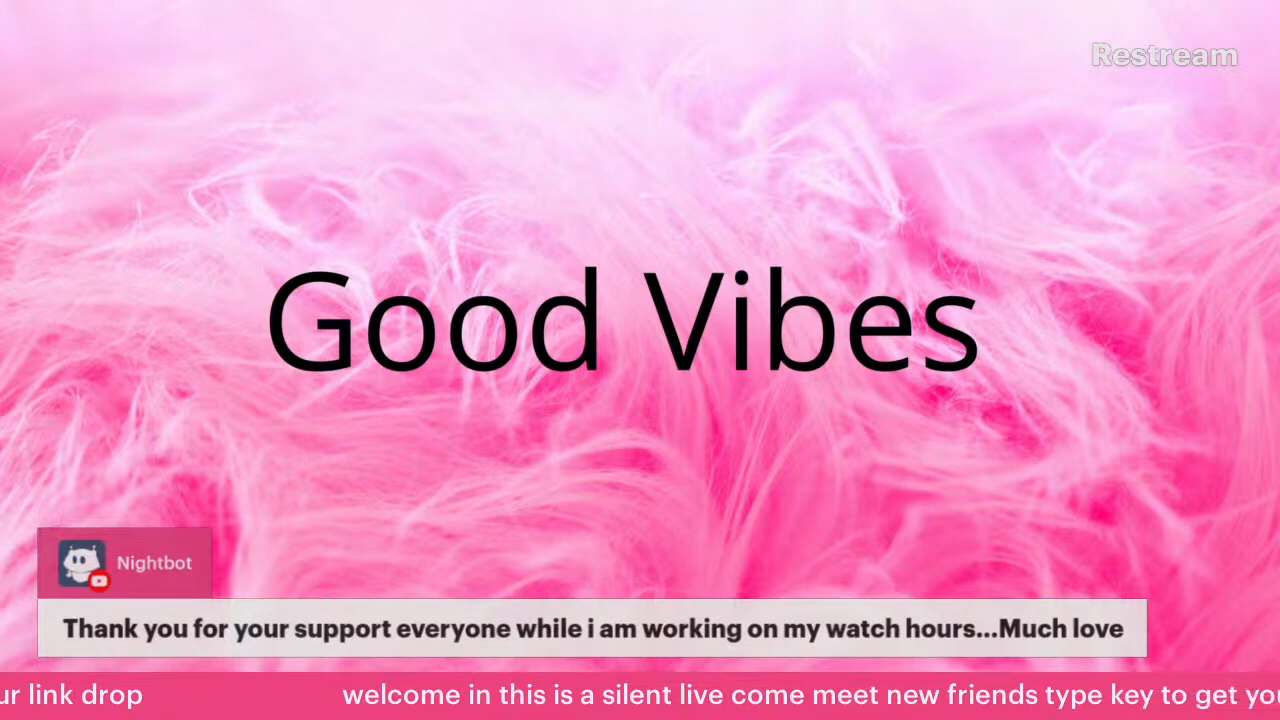 Restream
Good Vibes
Nightbot
Thank you for your support everyone while i am working on my watch hours...Much love
ur link drop welcome in this is a silent live come meet new friends type key to get you